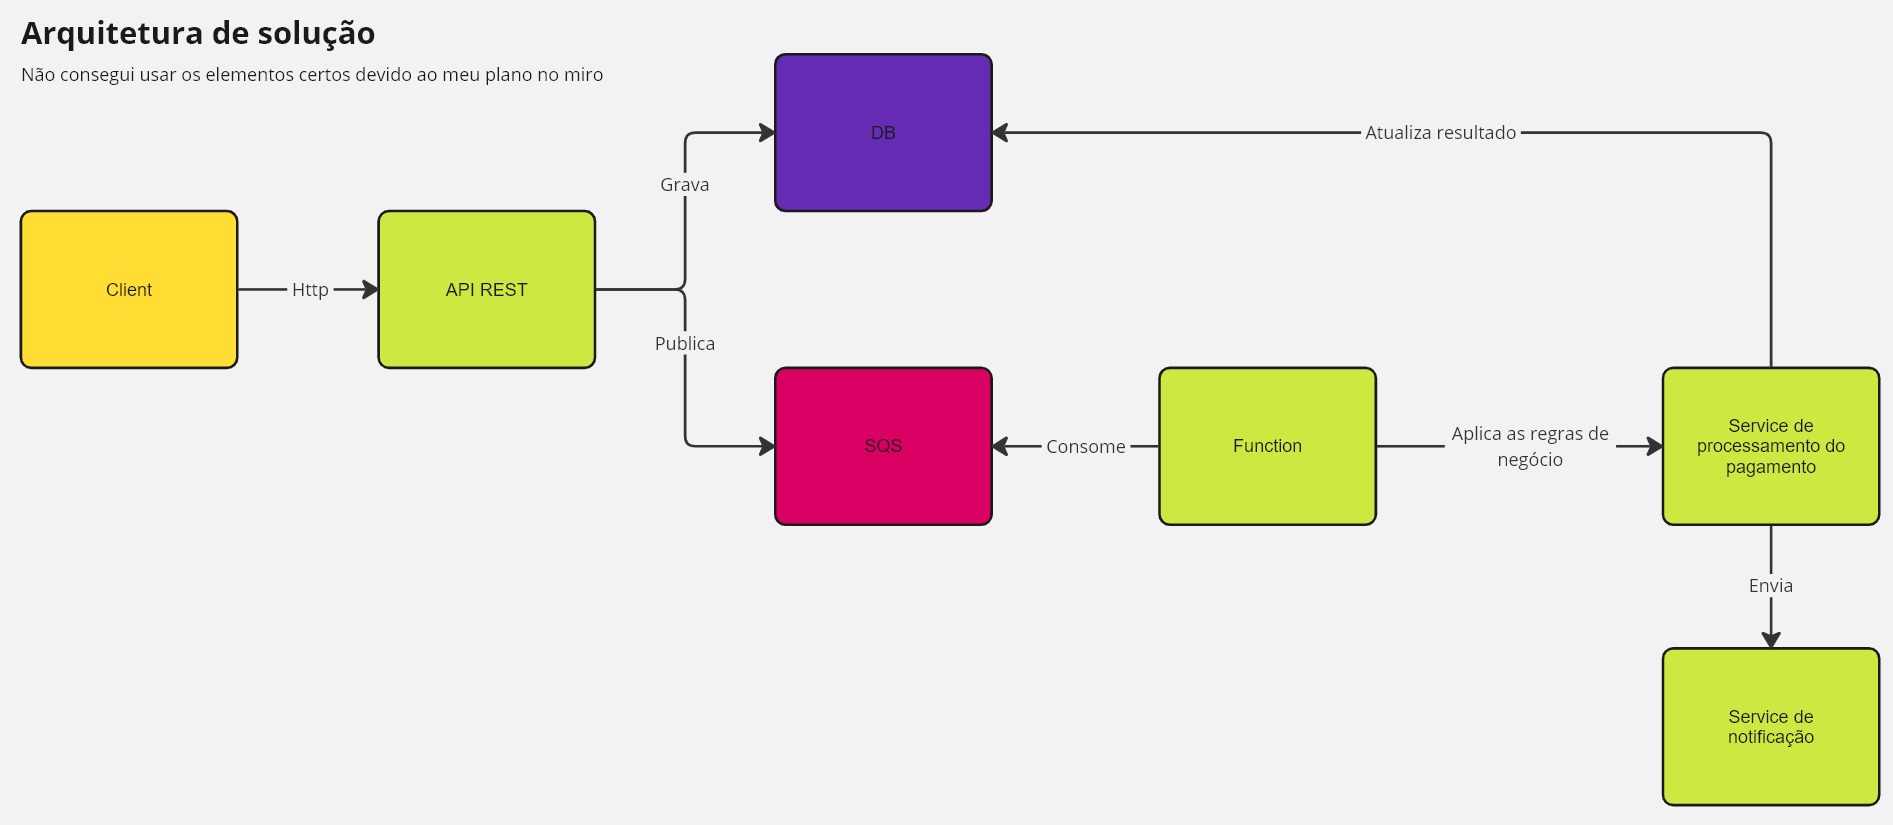 Arquitetura de solução
Não consegui usar os elementos certos devido ao meu plano no miro
DB
Atualiza resultado
Grava
Client
Http
API REST
Publica
SQS
Consome
Function
Aplica as regras de
negócio
Service de
processamento do
pagamento
Envia
Service de
notificação